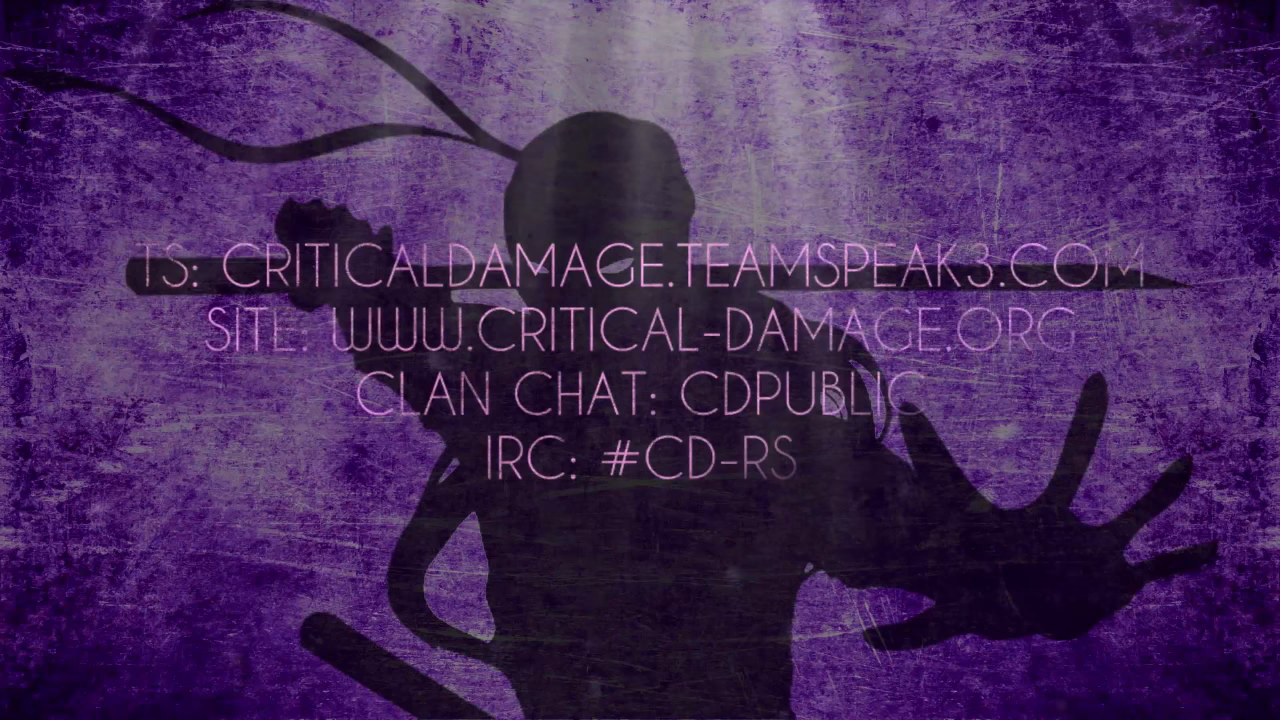 TS: CRITICALDAMAGE.TEAMSPEAK3.COM
SITE: WWW.CRITICAL-DAMAGE.ORG
CLAN CHAT: CDPUBLIC
IRC: #CD-RS